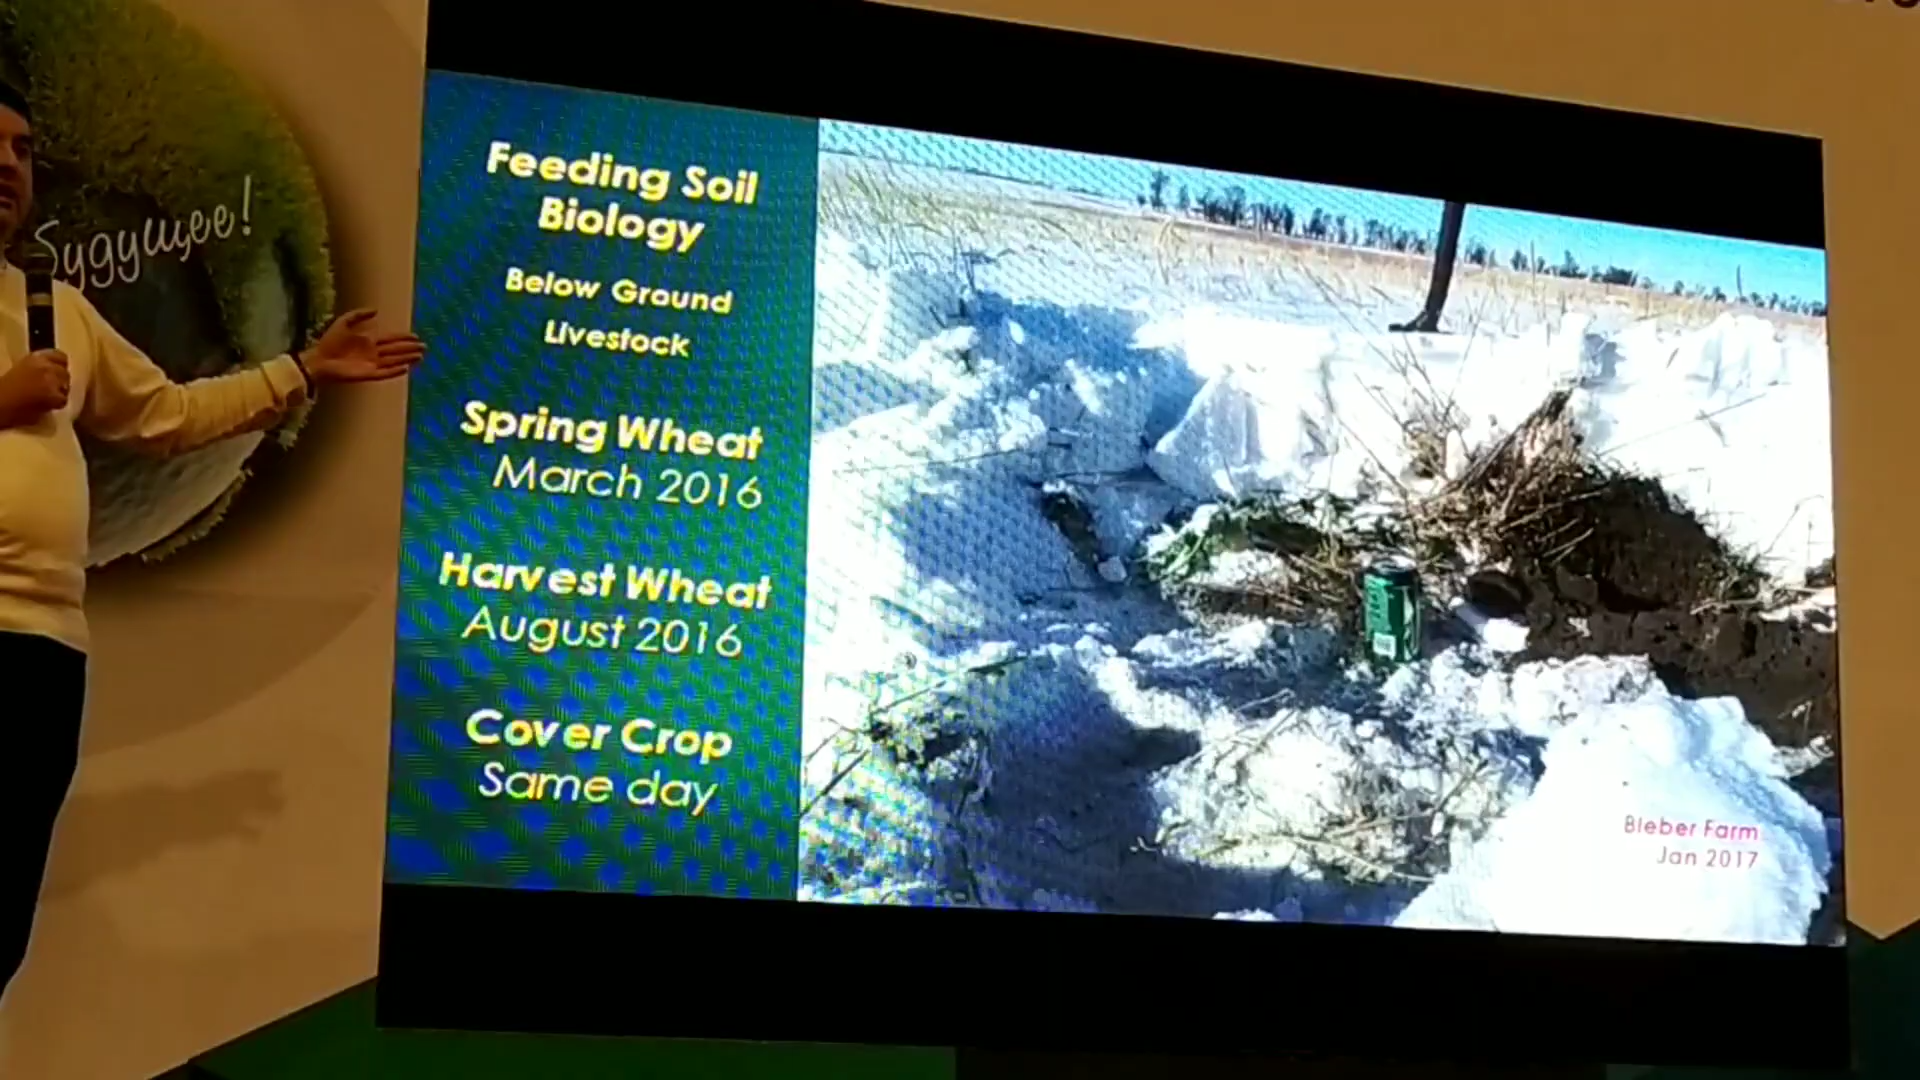 будущее!
Feeding Soil
Biology
Below Ground
Livestock
Spring Wheat
March 2016
Harvest Wheat
August 2016
Cover Crop
Same day
Bieber Farm
Jan 2017